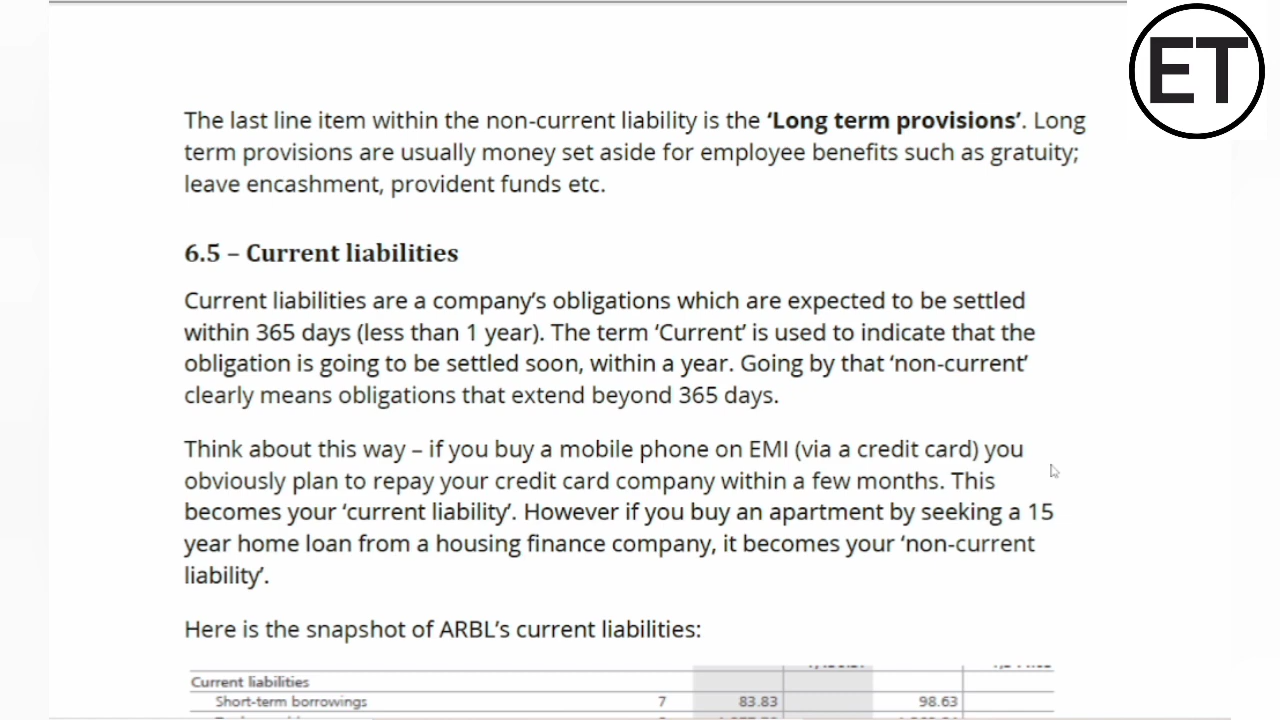 ET
The last line item within the non-current liability is the ‘Long term provisions’. Long
term provisions are usually money set aside for employee benefits such as gratuity;
leave encashment, provident funds etc.
6.5 – Current liabilities
Current liabilities are a company’s obligations which are expected to be settled
within 365 days (less than 1 year). The term ‘Current’ is used to indicate that the
obligation is going to be settled soon, within a year. Going by that ‘non-current’
clearly means obligations that extend beyond 365 days.
Think about this way – if you buy a mobile phone on EMI (via a credit card) you
obviously plan to repay your credit card company within a few months. This
becomes your ‘current liability’. However if you buy an apartment by seeking a 15
year home loan from a housing finance company, it becomes your ‘non-current
liability’.
Here is the snapshot of ARBL’s current liabilities:
Current liabilities
Short-term borrowings 7 83.83 98.63